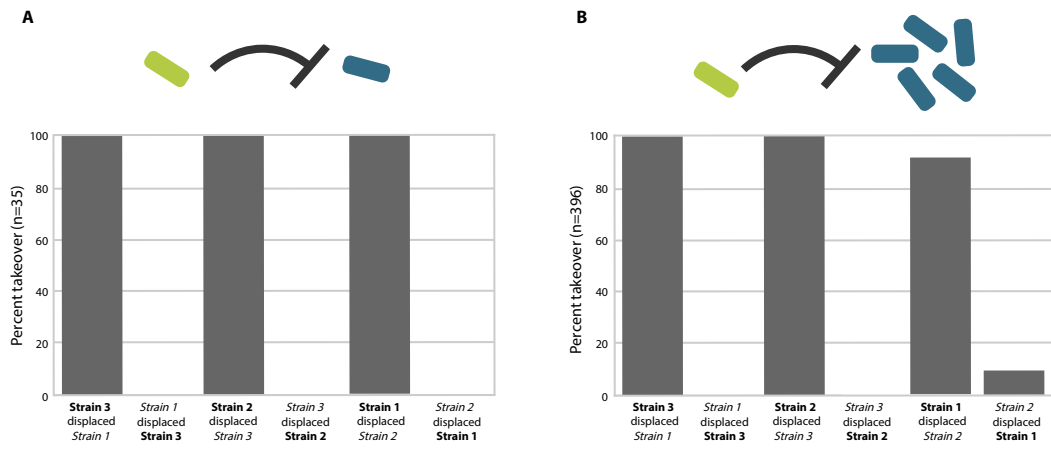 A
Percent takeover (n=35)
100
80
60
40
20
0
Strain 3
displaced
Strain 1
Strain 1
displaced
Strain 3
Strain 2
displaced
Strain 3
Strain 3
displaced
Strain 2
Strain 1
displaced
Strain 2
Strain 2
displaced
Strain 1
B
Percent takeover (n=396)
100
80
60
40
20
0
Strain 3
displaced
Strain 1
Strain 1
displaced
Strain 3
Strain 2
displaced
Strain 3
Strain 3
displaced
Strain 2
Strain 1
displaced
Strain 2
Strain 2
displaced
Strain 1